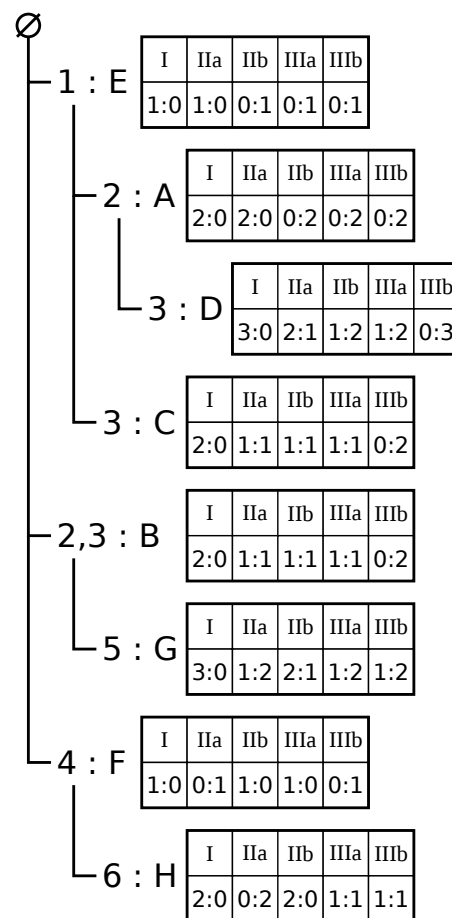 ∅
I IIa IIb IIIa IIIb
1 : E
1:0 1:0 0:1 0:1 0:1
I IIa IIb IIIa IIIb
2 : A
2:0 2:0 0:2 0:2 0:2
I IIa IIb IIIa IIIb
3 : D
3:0 2:1 1:2 1:2 0:3
I IIa IIb IIIa IIIb
3 : C
2:0 1:1 1:1 1:1 0:2
I IIa IIb IIIa IIIb
2,3 : B
2:0 1:1 1:1 1:1 0:2
I IIa IIb IIIa IIIb
5 : G
3:0 1:2 2:1 1:2 1:2
I IIa IIb IIIa IIIb
4 : F
1:0 0:1 1:0 1:0 0:1
I IIa IIb IIIa IIIb
6 : H
2:0 0:2 2:0 1:1 1:1